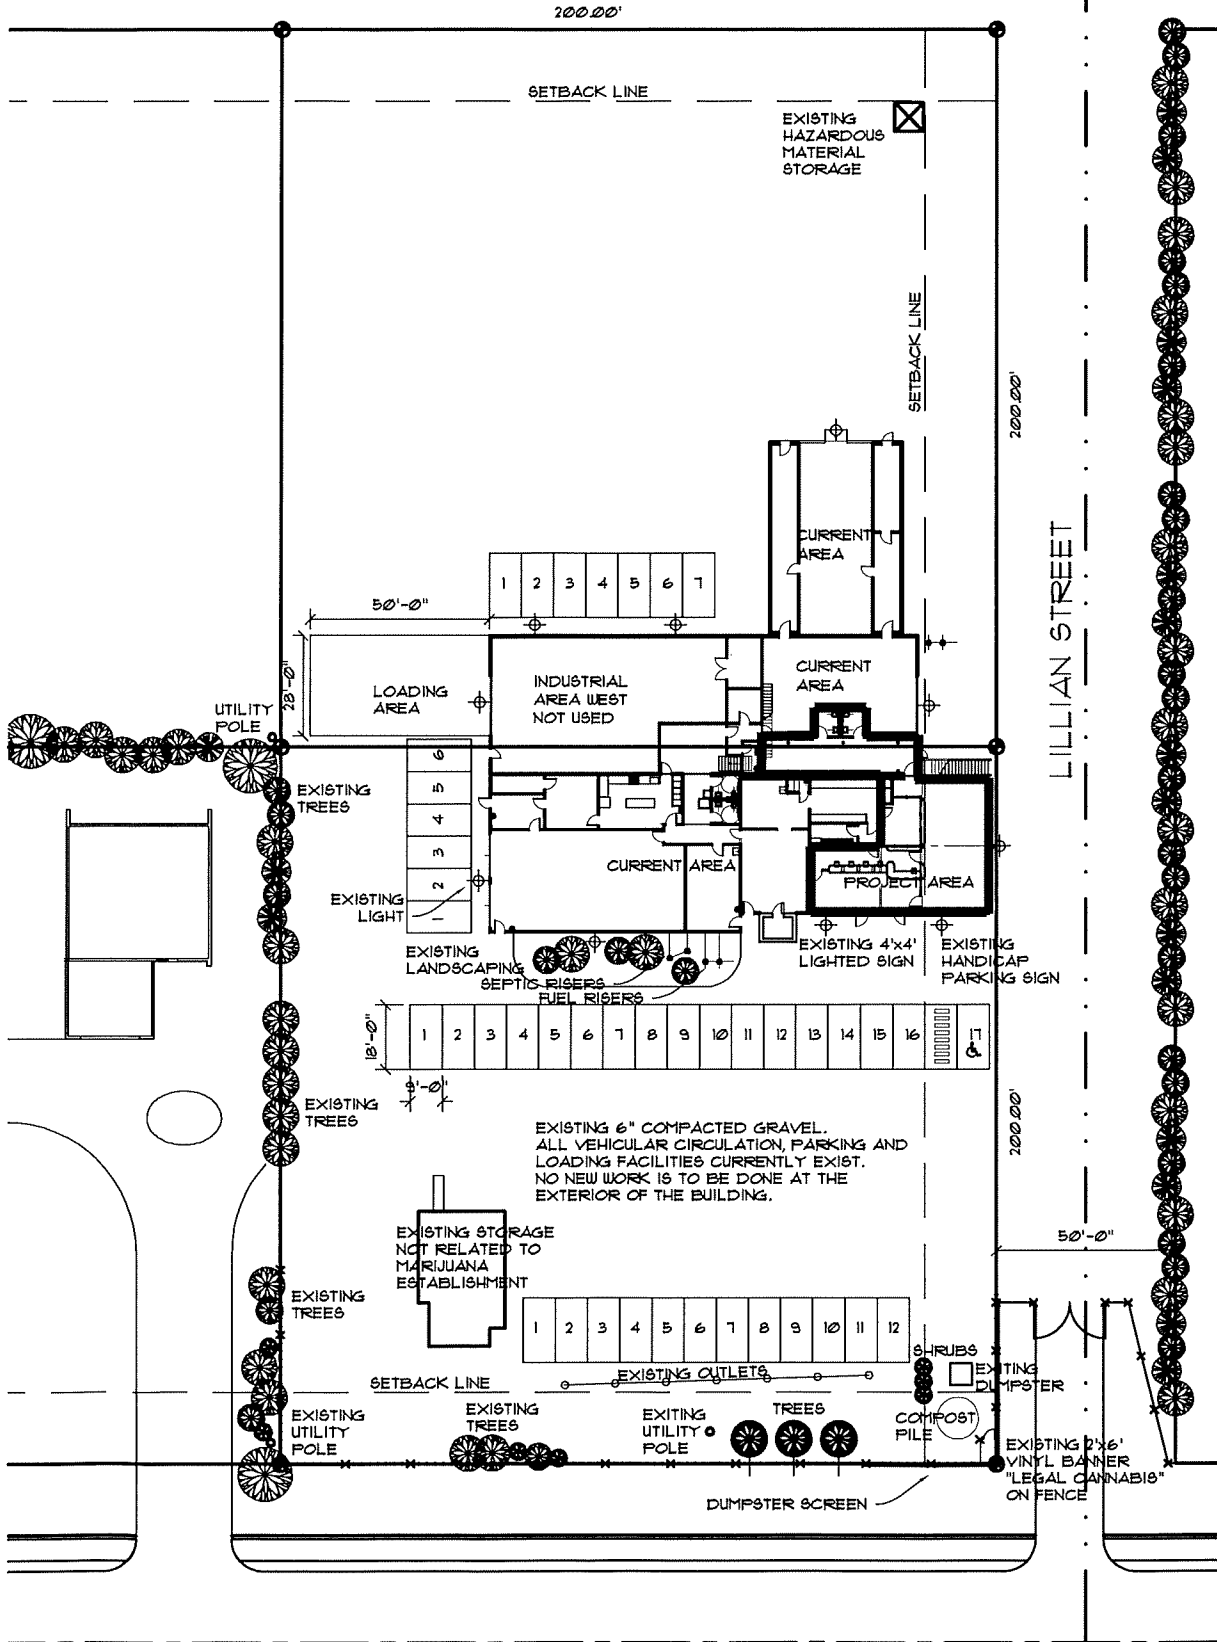 200.00'
SETBACK LINE
EXISTING
HAZARDOUS
MATERIAL
STORAGE
SETBACK LINE
200.00'
LILLIAN STREET
CURRENT
AREA
1 2 3 4 5 6 7
50'-0"
28'-0"
LOADING
AREA
INDUSTRIAL
AREA WEST
NOT USED
CURRENT
AREA
UTILITY
POLE
6
5
4
3
2
1
EXISTING
TREES
CURRENT AREA
PROJECT AREA
EXISTING
LIGHT
EXISTING
LANDSCAPING
SEPTIC RISERS
FUEL RISERS
EXISTING 4'x4'
LIGHTED SIGN
EXISTING
HANDICAP
PARKING SIGN
18'-0"
1 2 3 4 5 6 7 8 9 10 11 12 13 14 15 16 17
9'-0"
EXISTING
TREES
200.00'
EXISTING 6" COMPACTED GRAVEL.
ALL VEHICULAR CIRCULATION, PARKING AND
LOADING FACILITIES CURRENTLY EXIST.
NO NEW WORK IS TO BE DONE AT THE
EXTERIOR OF THE BUILDING.
50'-0"
EXISTING STORAGE
NOT RELATED TO
MARIJUANA
ESTABLISHMENT
EXISTING
TREES
1 2 3 4 5 6 7 8 9 10 11 12
SHRUBS
EXISTING OUTLETS
EXITING
DUMPSTER
SETBACK LINE
EXISTING
UTILITY
POLE
EXISTING
TREES
EXITING
UTILITY
POLE
TREES
COMPOST
PILE
EXISTING 2'x6'
VINYL BANNER
"LEGAL CANNABIS"
ON FENCE
DUMPSTER SCREEN